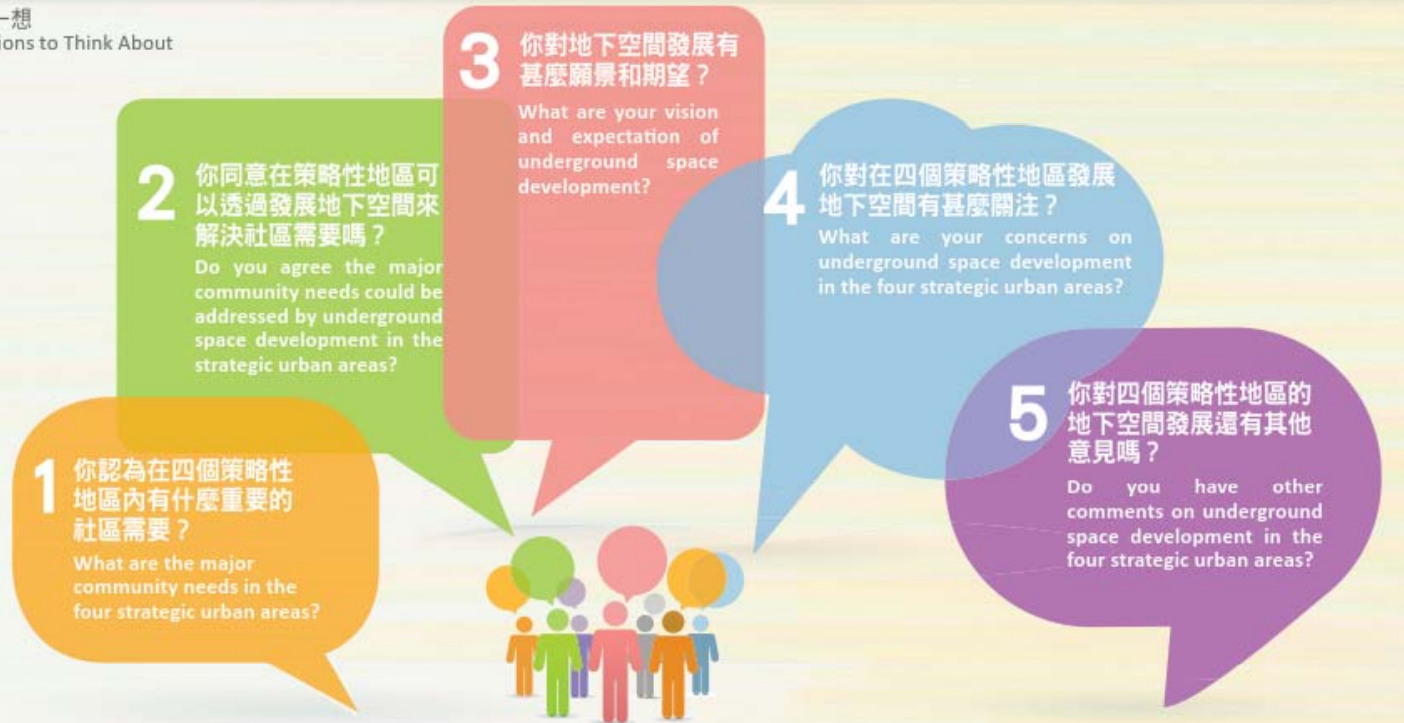 一想
ions to Think About
1
你認為在四個策略性
地區內有什麼重要的
社區需要？
What are the major
community needs in the
four strategic urban areas?
2
你同意在策略性地區可
以透過發展地下空間來
解決社區需要嗎？
Do you agree the major
community needs could be
addressed by underground
space development in the
strategic urban areas?
3
你對地下空間發展有
甚麼願景和期望？
What are your vision
and expectation of
underground space
development?
4
你對在四個策略性地區發展
地下空間有甚麼關注？
What are your concerns on
underground space development
in the four strategic urban areas?
5
你對四個策略性地區的
地下空間發展還有其他
意見嗎？
Do you have other
comments on underground
space development in the
four strategic urban areas?